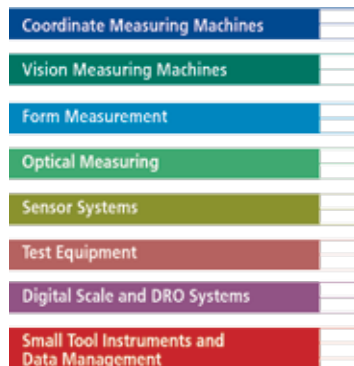 Coordinate Measuring Machines
Vision Measuring Machines
Form Measurement
Optical Measuring
Sensor Systems
Test Equipment
Digital Scale and DRO Systems
Small Tool Instruments and
Data Management